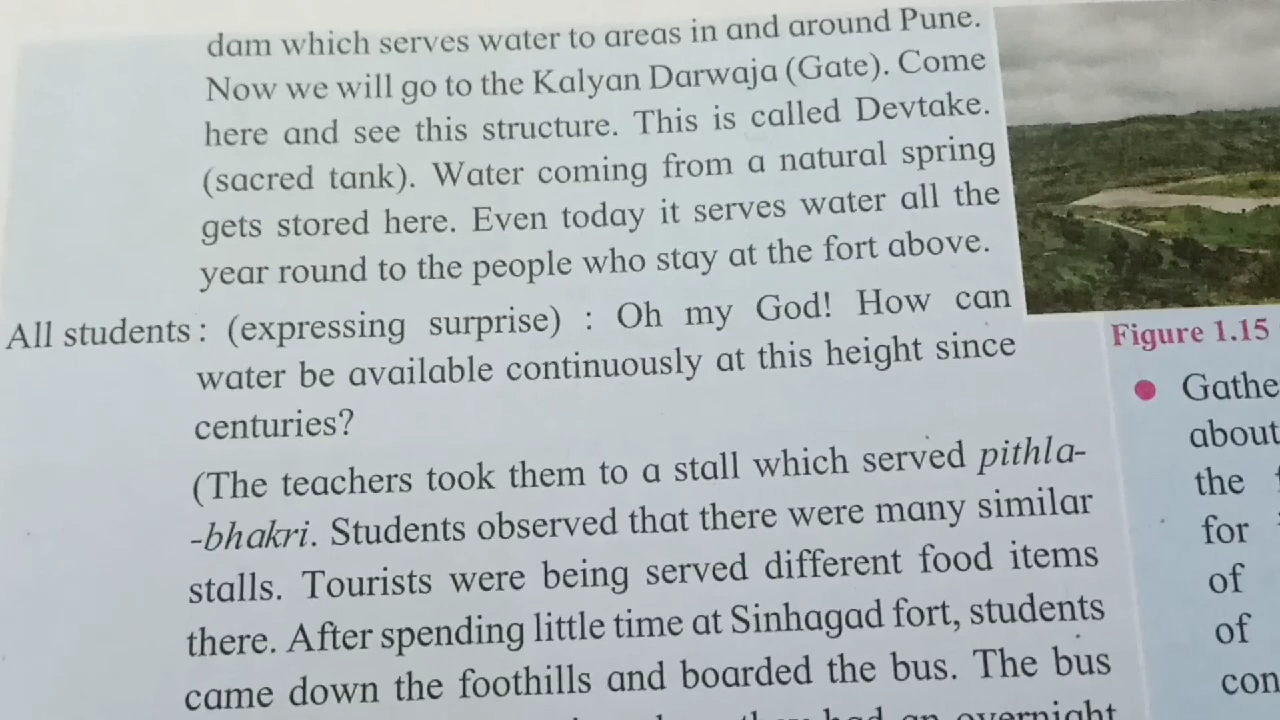 dam which serves water to areas in and around Pune.
Now we will go to the Kalyan Darwaja (Gate). Come
here and see this structure. This is called Devtake.
(sacred tank). Water coming from a natural spring
gets stored here. Even today it serves water all the
year round to the people who stay at the fort above.
All students : (expressing surprise) : Oh my God! How can
water be available continuously at this height since
centuries?
(The teachers took them to a stall which served pithla-
-bhakri. Students observed that there were many similar
stalls. Tourists were being served different food items
there. After spending little time at Sinhagad fort, students
came down the foothills and boarded the bus. The bus
had an overnight
Figure 1.15
● Gathe
about
the
for
of
of
con